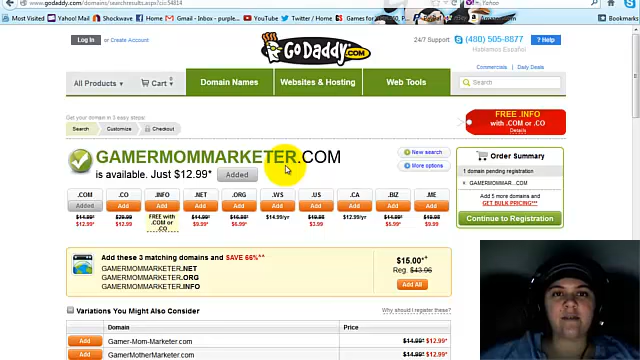 www.godaddy.com/domains/searchresults.aspx?ci=54814
Yahoo
Most Visited Yahoo Shockwave Home Gmail - Inbox - purple... YouTube Twitter / Home Games for
Log In or Create Account
24/7 Support (480) 505-8877 ? Help
Hablamos Español
Go Daddy.com
Commercials | Daily Deals
All Products Cart Domain Names Websites & Hosting Web Tools Search
Get your domain in 3 easy steps:
Search Customize Checkout
FREE .INFO
with .COM or .CO
Details
GAMERMOMMARKETER.COM
is available. Just $12.99* Added
New search
More options
Order Summary
1 domain pending registration
x GAMERMOMMAR...COM
Add 5 more domains and
GET BULK PRICING!
Continue to Registration
.COM .CO .INFO .NET .ORG .WS .US .CA .BIZ .ME
Added Add Add Add Add Add Add Add Add Add
$14.99* $29.99 FREE with $14.99* $16.99* $14.99/yr $19.98 $12.99/yr $14.99* $19.98
$12.99 $12.99 .COM or $9.99 $6.99 $3.99 $5.99 $9.99
.CO
Add these 3 matching domains and SAVE 66%^^
GAMERMOMMARKETER.NET
GAMERMOMMARKETER.ORG
GAMERMOMMARKETER.INFO
$15.00*+
Reg. $43.96
Add All
Variations You Might Also Consider
Why should I register these?
Domain Price
Add Gamer-Mom-Marketer.com $14.99* $12.99*
Add GamerMotherMarketer.com $14.99* $12.99*